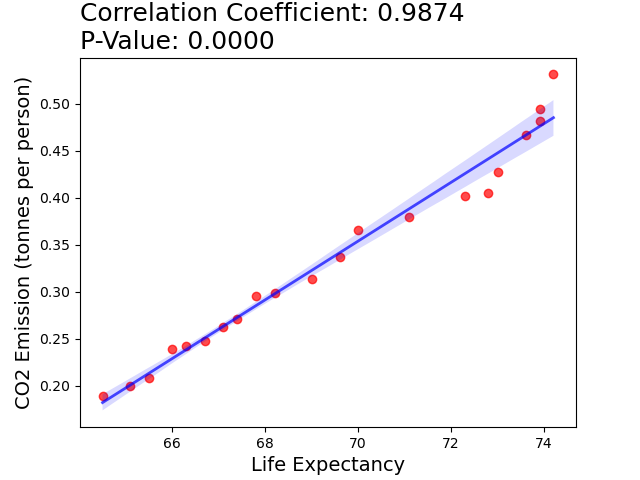 Correlation Coefficient: 0.9874
P-Value: 0.0000
CO2 Emission (tonnes per person)
0.50
0.45
0.40
0.35
0.30
0.25
0.20
66 68 70 72 74
Life Expectancy